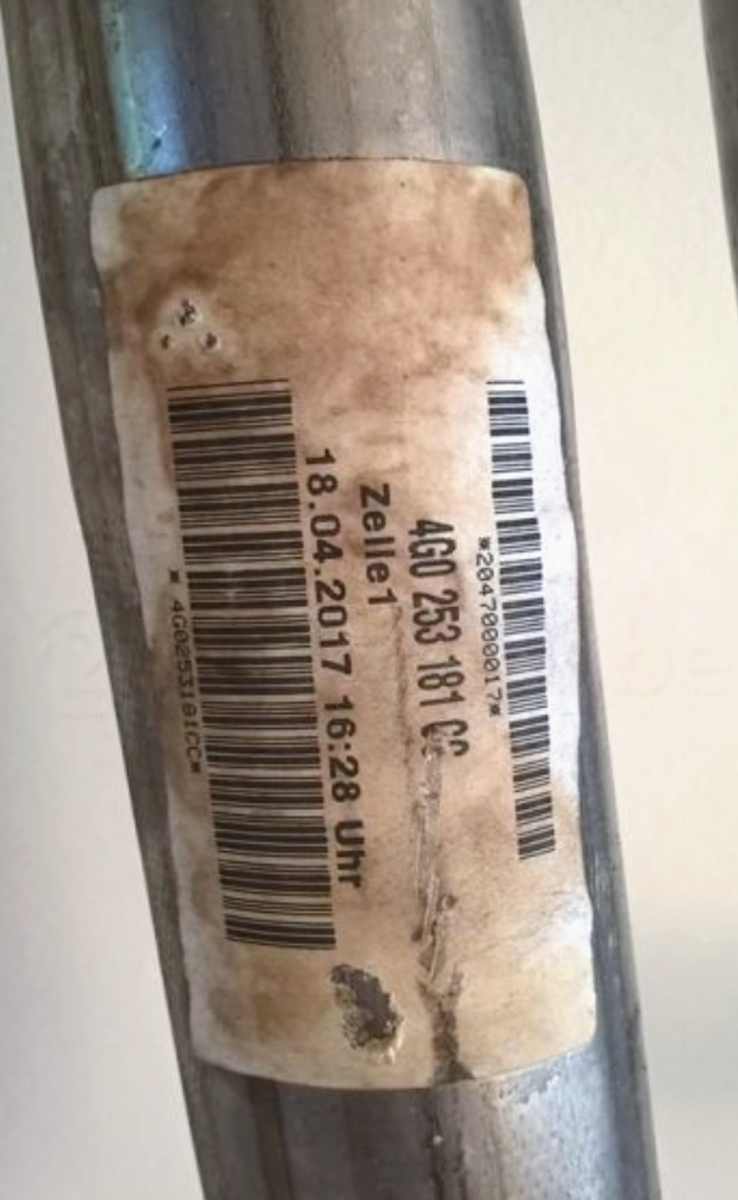 *20470000017*
4G0 253 181 CC
Zelle1
18.04.2017 16:28 Uhr
* 4G0253181CC*